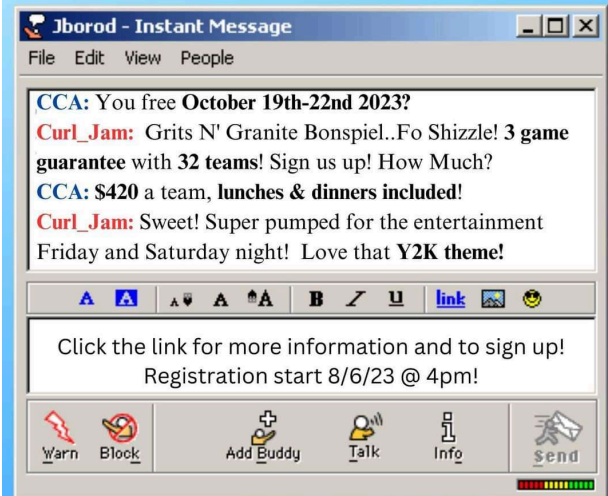 Jborod - Instant Message
File Edit View People
CCA: You free October 19th-22nd 2023?
Curl_Jam: Grits N' Granite Bonspiel..Fo Shizzle! 3 game
guarantee with 32 teams! Sign us up! How Much?
CCA: $420 a team, lunches & dinners included!
Curl_Jam: Sweet! Super pumped for the entertainment
Friday and Saturday night! Love that Y2K theme!
A A A A A B I U link
Click the link for more information and to sign up!
Registration start 8/6/23 @ 4pm!
Warn Block Add Buddy Talk Info Send